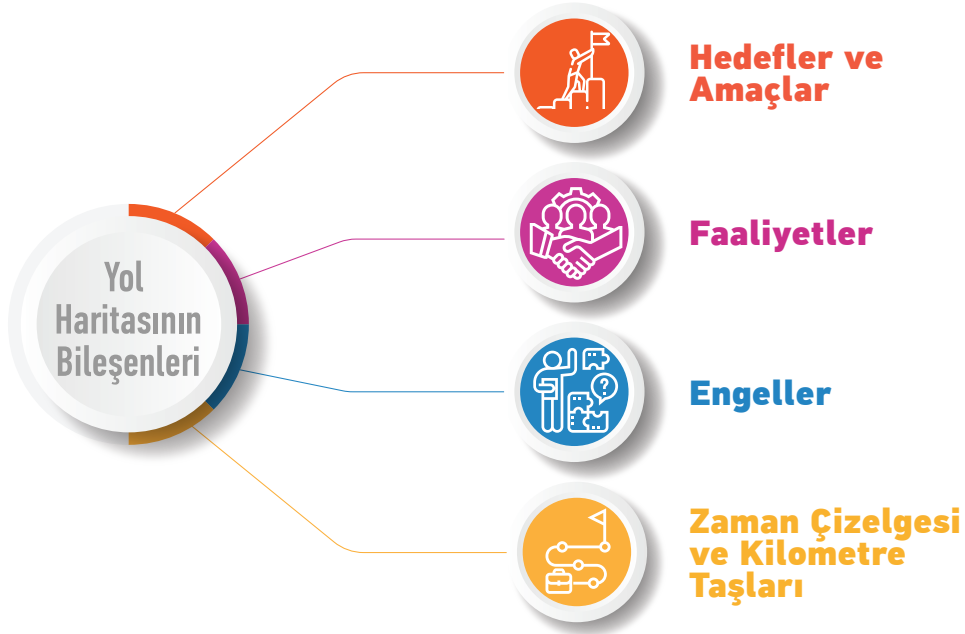 Yol
Haritasının
Bileşenleri
Hedefler ve
Amaçlar
Faaliyetler
Engeller
?
Zaman Çizelgesi
ve Kilometre
Taşları